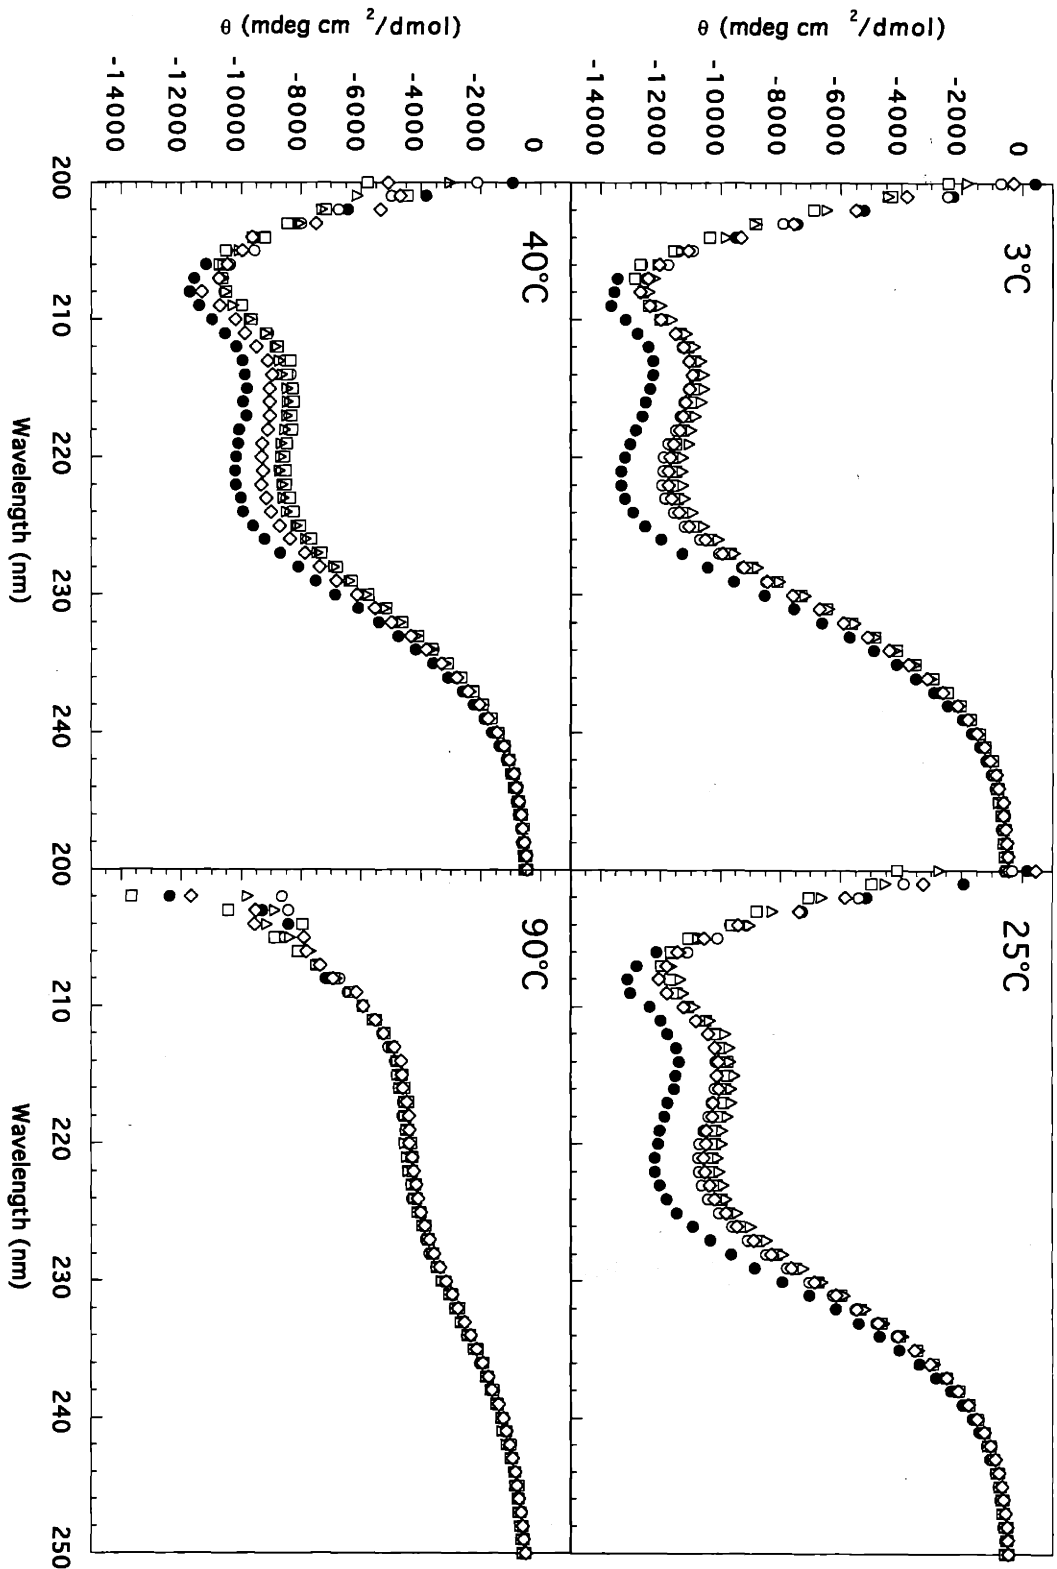 3°C
25°C
θ (mdeg cm ²/dmol)
0
-2000
-4000
-6000
-8000
-10000
-12000
-14000
40°C
90°C
θ (mdeg cm ²/dmol)
0
-2000
-4000
-6000
-8000
-10000
-12000
-14000
200 210 220 230 240 200 210 220 230 240 250
Wavelength (nm) Wavelength (nm)